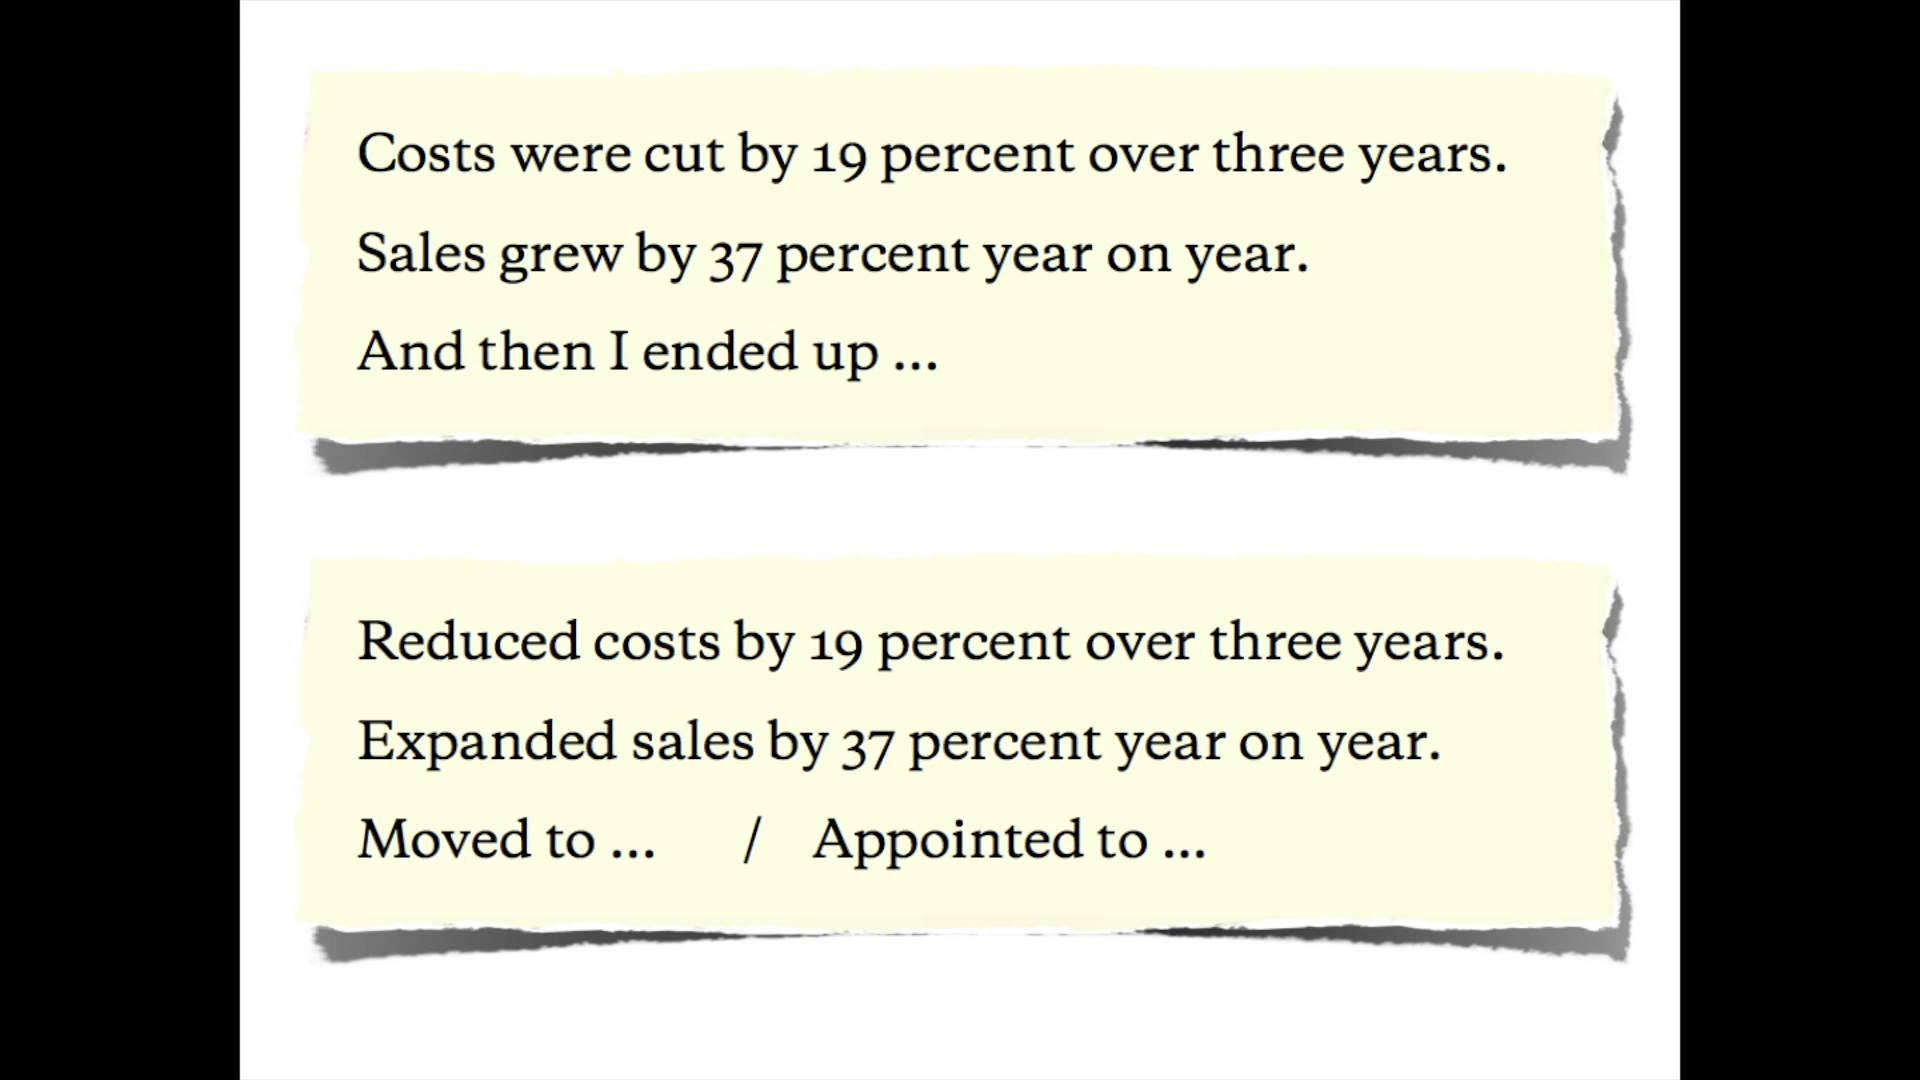 Costs were cut by 19 percent over three years.
Sales grew by 37 percent year on year.
And then I ended up ...
Reduced costs by 19 percent over three years.
Expanded sales by 37 percent year on year.
Moved to ... / Appointed to ...